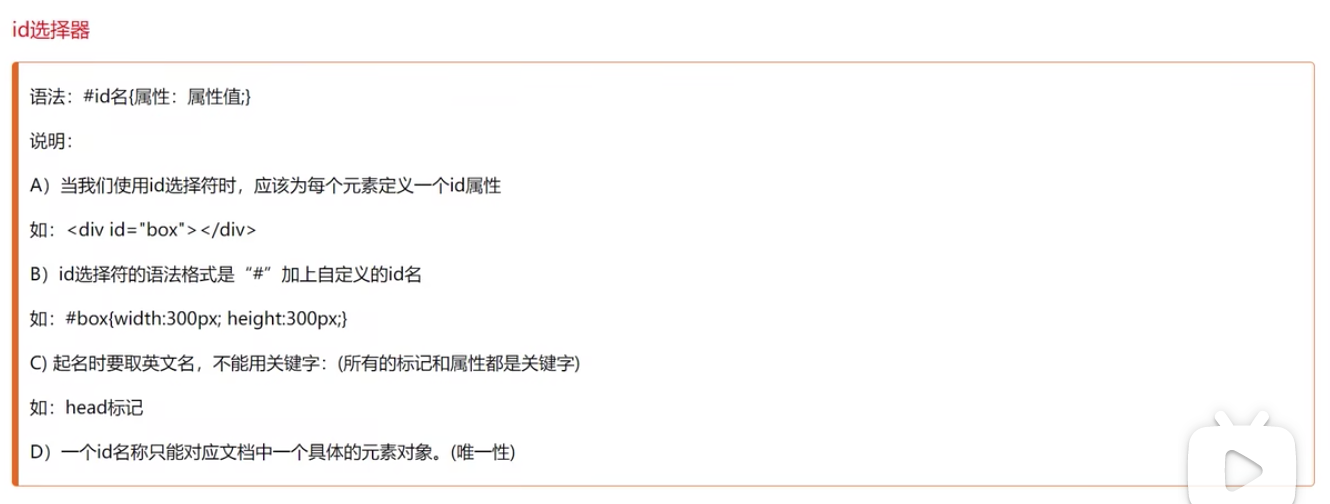 id选择器
语法：#id名{属性：属性值;}
说明：
A）当我们使用id选择符时，应该为每个元素定义一个id属性
如：<div id="box"></div>
B）id选择符的语法格式是“#”加上自定义的id名
如：#box{width:300px; height:300px;}
C) 起名时要取英文名，不能用关键字：(所有的标记和属性都是关键字)
如：head标记
D）一个id名称只能对应文档中一个具体的元素对象。(唯一性)